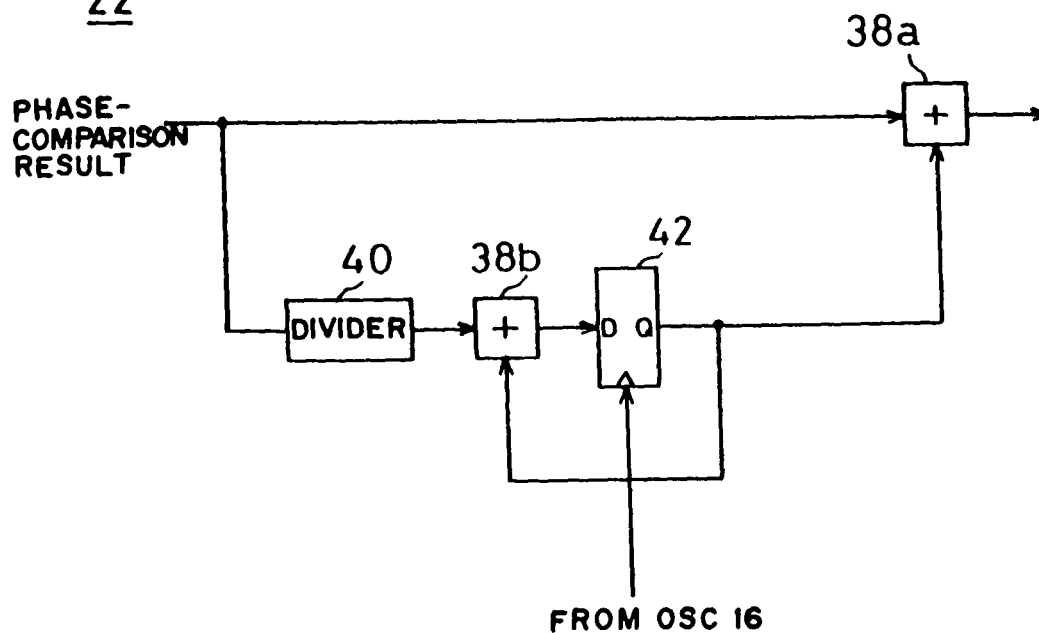 22
38a
PHASE-
COMPARISON
RESULT
+
42
40
38b
DIVIDER
+
D Q
FROM OSC 16